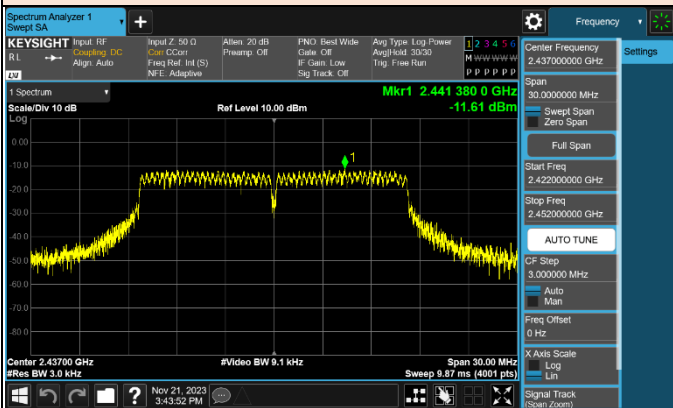 Spectrum Analyzer 1
Swept SA
Frequency
KEYSIGHT
R L
Input: RF
Coupling: DC
Align: Auto
Input Z: 50 Ω
Corr CCorr
Freq Ref: Int (S)
NFE: Adaptive
Atten: 20 dB
Preamp: Off
PNO: Best Wide
Gate: Off
IF Gain: Low
Sig Track: Off
Avg Type: Log-Power
Avg|Hold: 30/30
Trig: Free Run
1 2 3 4 5 6
M W W W W W
P P P P P P
Center Frequency
2.437000000 GHz
Settings
Span
30.0000000 MHz
Swept Span
Zero Span
Full Span
Start Freq
2.422000000 GHz
Stop Freq
2.452000000 GHz
AUTO TUNE
CF Step
3.000000 MHz
Auto
Man
Freq Offset
0 Hz
X Axis Scale
Log
Lin
Signal Track
(Span Zoom)
1 Spectrum
Scale/Div 10 dB
Log
Ref Level 10.00 dBm
Mkr1 2.441 380 0 GHz
-11.61 dBm
1
0.00
-10.0
-20.0
-30.0
-40.0
-50.0
-60.0
-70.0
-80.0
Center 2.43700 GHz
#Res BW 3.0 kHz
#Video BW 9.1 kHz
Span 30.00 MHz
Sweep 9.87 ms (4001 pts)
Nov 21, 2023
3:43:52 PM